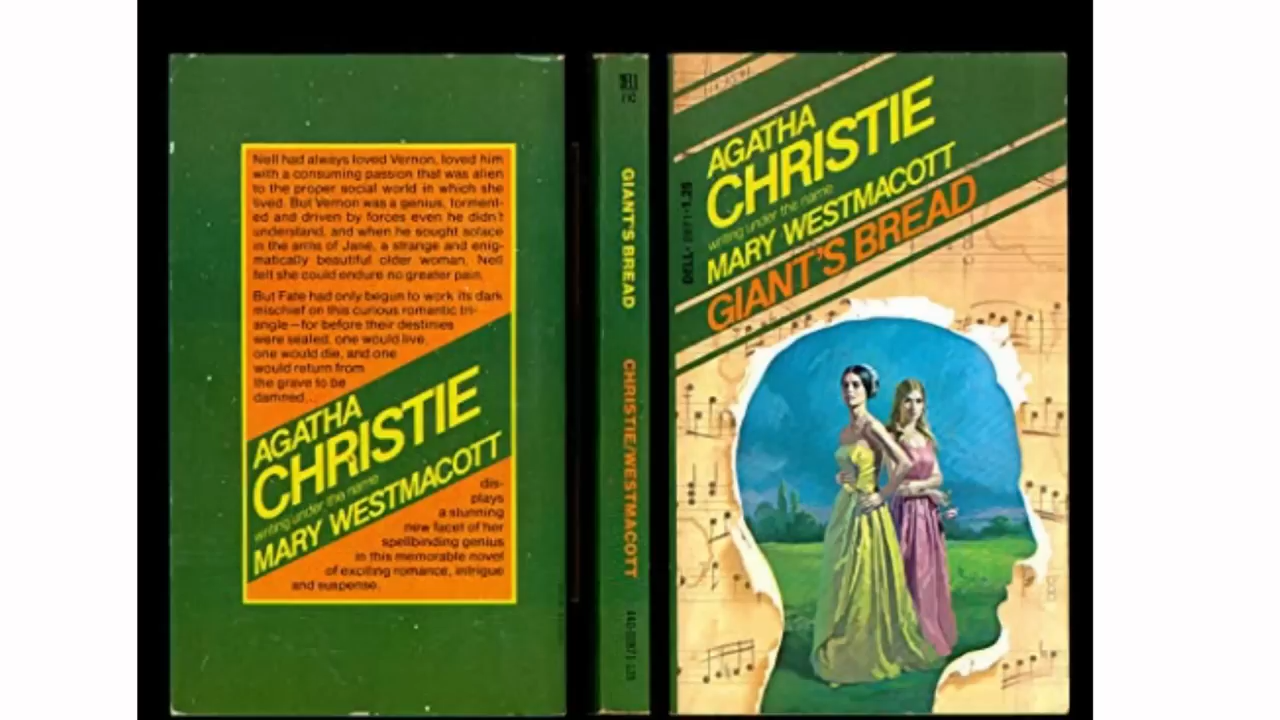 Nell had always loved Vernon, loved him
with a consuming passion that was alien
to the proper social world in which she
lived. But Vernon was a genius, torment-
ed and driven by forces even he didn't
understand, and when he sought solace
in the arms of Jane, a strange and enig-
matically beautiful older woman, Nell
felt she could endure no greater pain.
But Fate had only begun to work its dark
mischief on this curious romantic tri-
angle—for before their destinies
were sealed, one would live,
one would die, and one
would return from
the grave to be
damned...
AGATHA
CHRISTIE
writing under the name
MARY WESTMACOTT
dis-
plays
a stunning
new facet of her
spellbinding genius
in this memorable novel
of exciting romance, intrigue
and suspense.
DELL
GIANT'S BREAD
CHRISTIE/WESTMACOTT
DELL • 1.25
AGATHA
CHRISTIE
writing under the name
MARY WESTMACOTT
GIANT'S BREAD